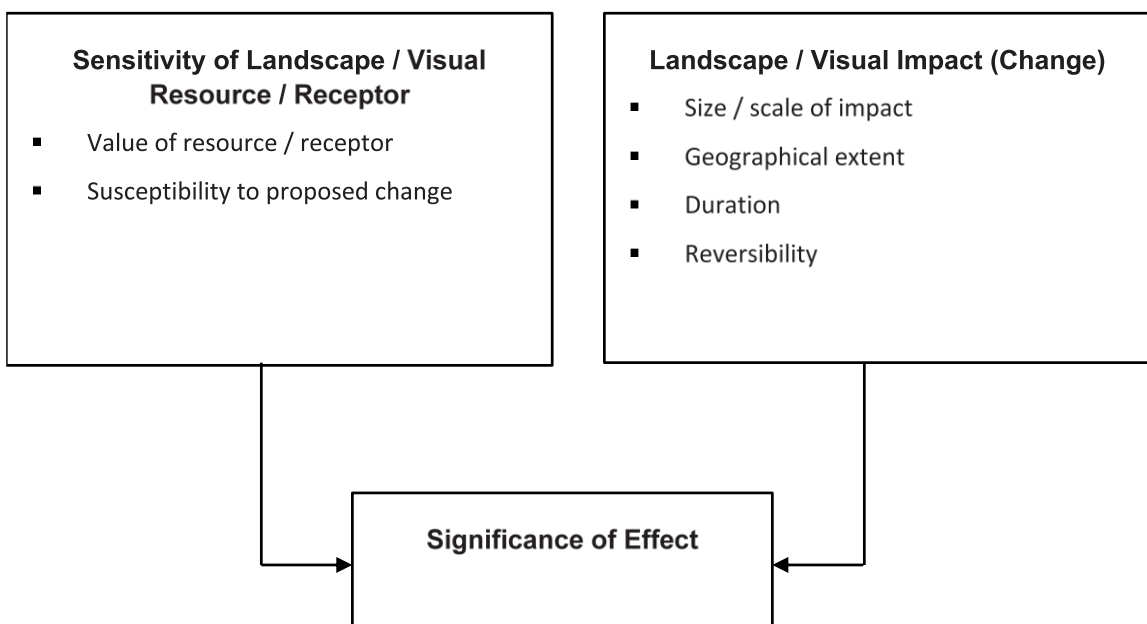 Sensitivity of Landscape / Visual
Resource / Receptor
▪ Value of resource / receptor
▪ Susceptibility to proposed change
Landscape / Visual Impact (Change)
▪ Size / scale of impact
▪ Geographical extent
▪ Duration
▪ Reversibility
Significance of Effect